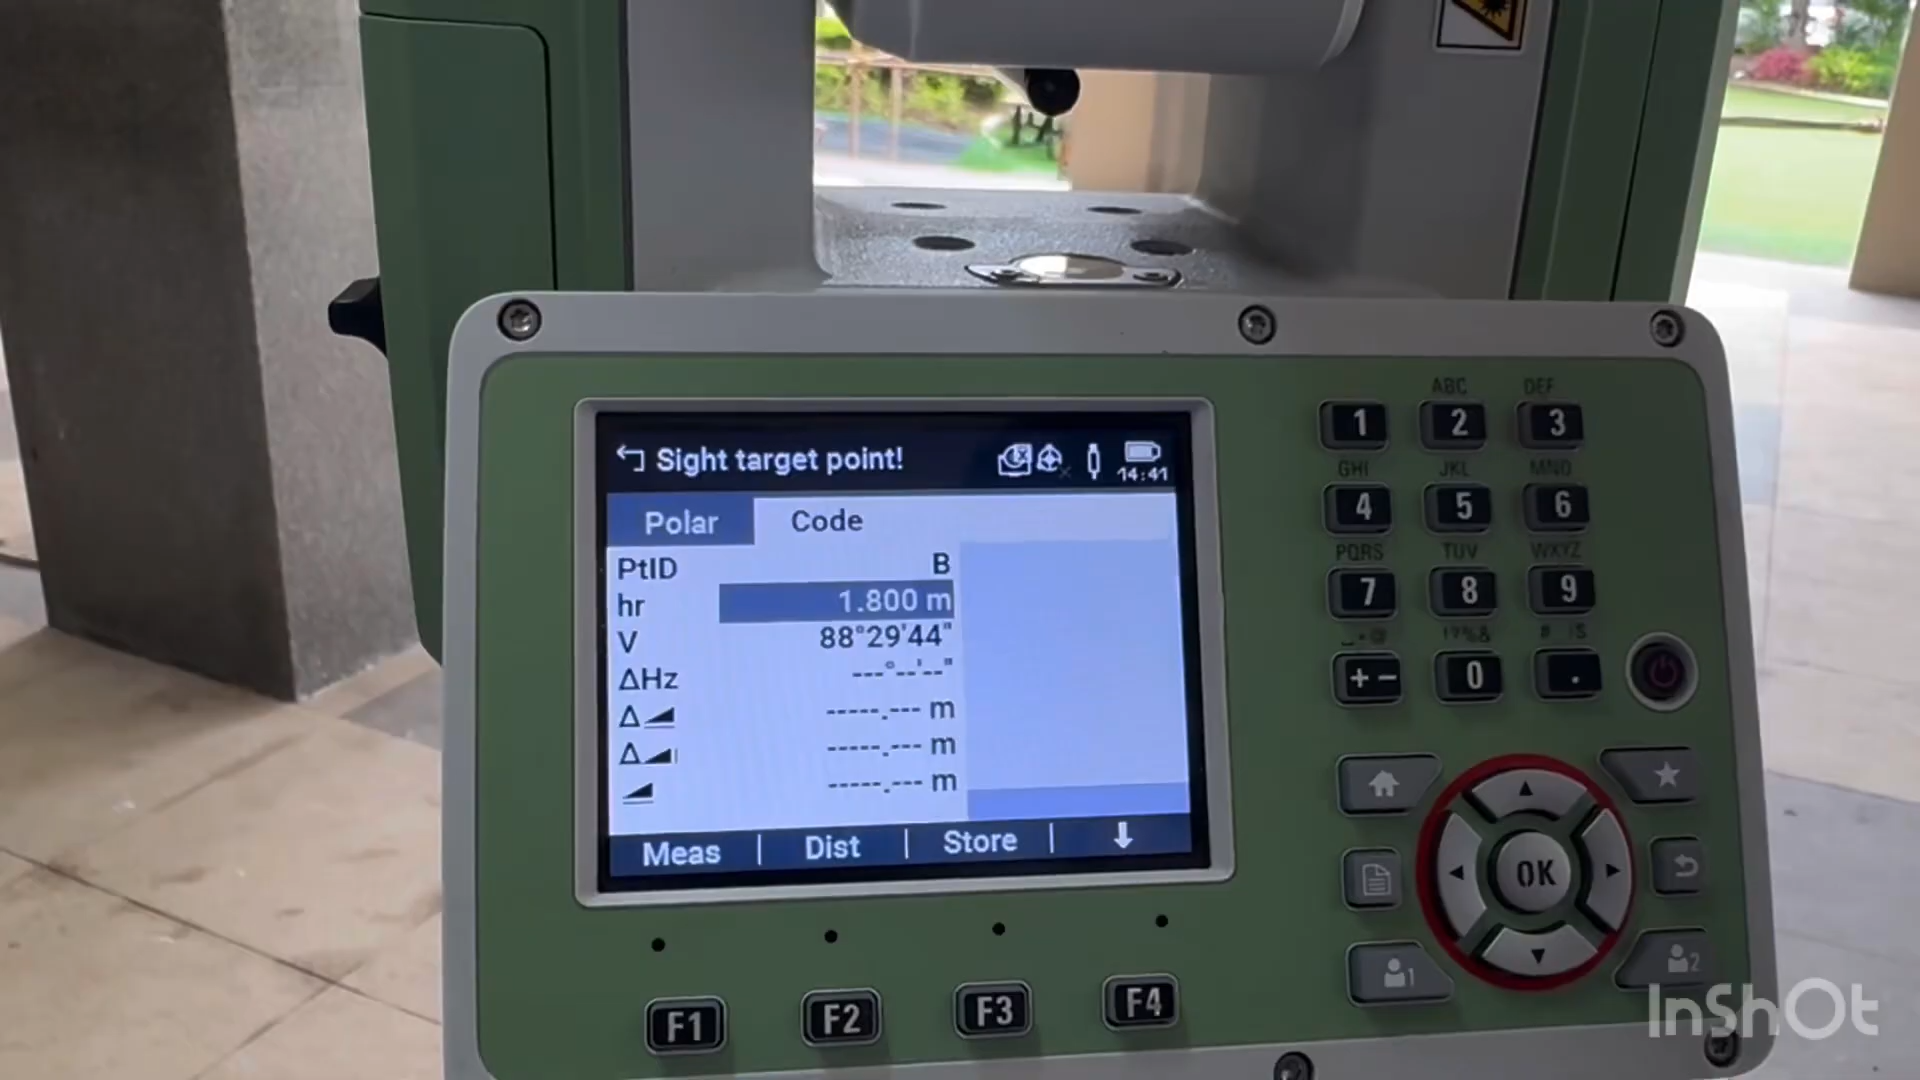 Sight target point!
14:41
Polar Code
PtID B
hr 1.800 m
V 88°29'44"
ΔHz ---°--'--"
Δ -----.--- m
Δ -----.--- m
-----.--- m
Meas | Dist | Store | ↓
F1 F2 F3 F4
ABC DEF
1 2 3
GHI JKL MNO
4 5 6
PQRS TUV WXYZ
7 8 9
!?%& # $
+- 0 .
OK
1 2
InShOt